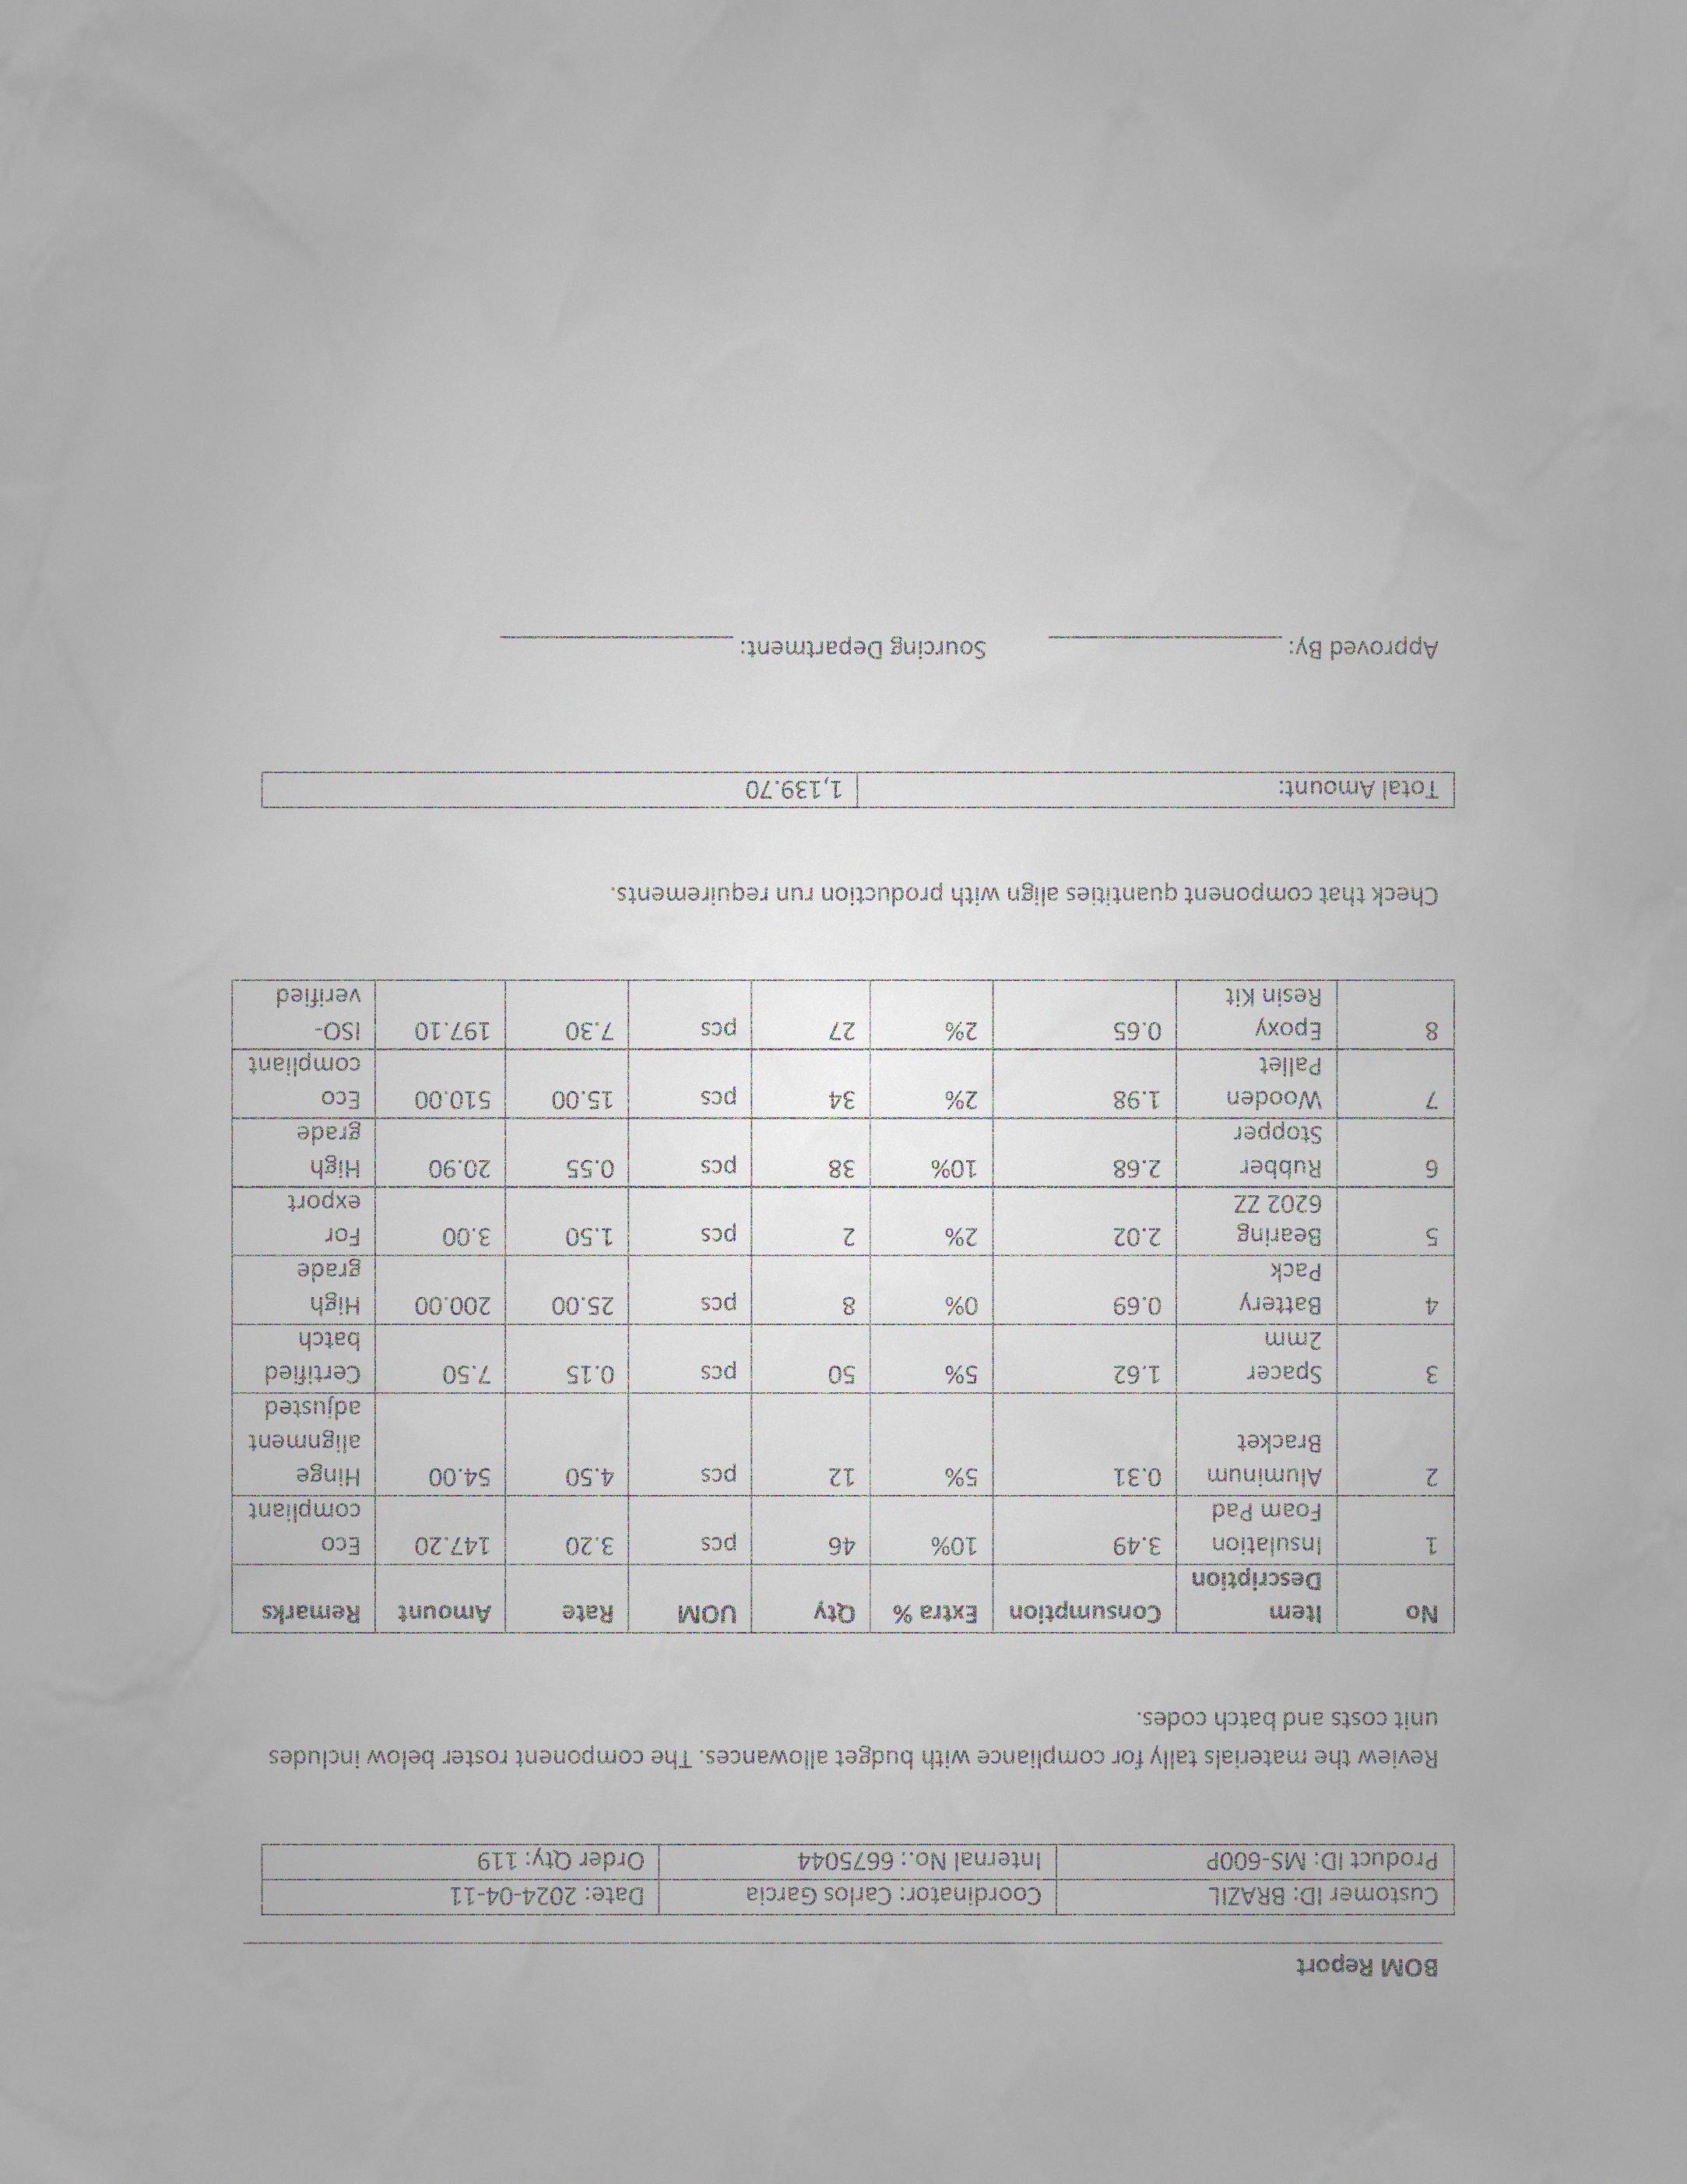 BOM Report
Customer ID: BRAZIL Coordinator: Carlos Garcia Date: 2024-04-11
Product ID: MS-600P Internal No.: 6675044 Order Qty: 119
Review the materials tally for compliance with budget allowances. The component roster below includes
unit costs and batch codes.
No Item Description Consumption Extra % Qty UOM Rate Amount Remarks
1 Insulation Foam Pad 3.49 10% 46 pcs 3.20 147.20 Eco compliant
2 Aluminum Bracket 0.31 5% 12 pcs 4.50 54.00 Hinge alignment adjusted
3 Spacer 2mm 1.62 5% 50 pcs 0.15 7.50 Certified batch
4 Battery Pack 0.69 0% 8 pcs 25.00 200.00 High grade
5 Bearing 6202 ZZ 2.02 2% 2 pcs 1.50 3.00 For export
6 Rubber Stopper 2.68 10% 38 pcs 0.55 20.90 High grade
7 Wooden Pallet 1.98 2% 34 pcs 15.00 510.00 Eco compliant
8 Epoxy Resin Kit 0.65 2% 27 pcs 7.30 197.10 ISO-verified
Check that component quantities align with production run requirements.
Total Amount: 1,139.70
Approved By: ____________________ Sourcing Department: ____________________